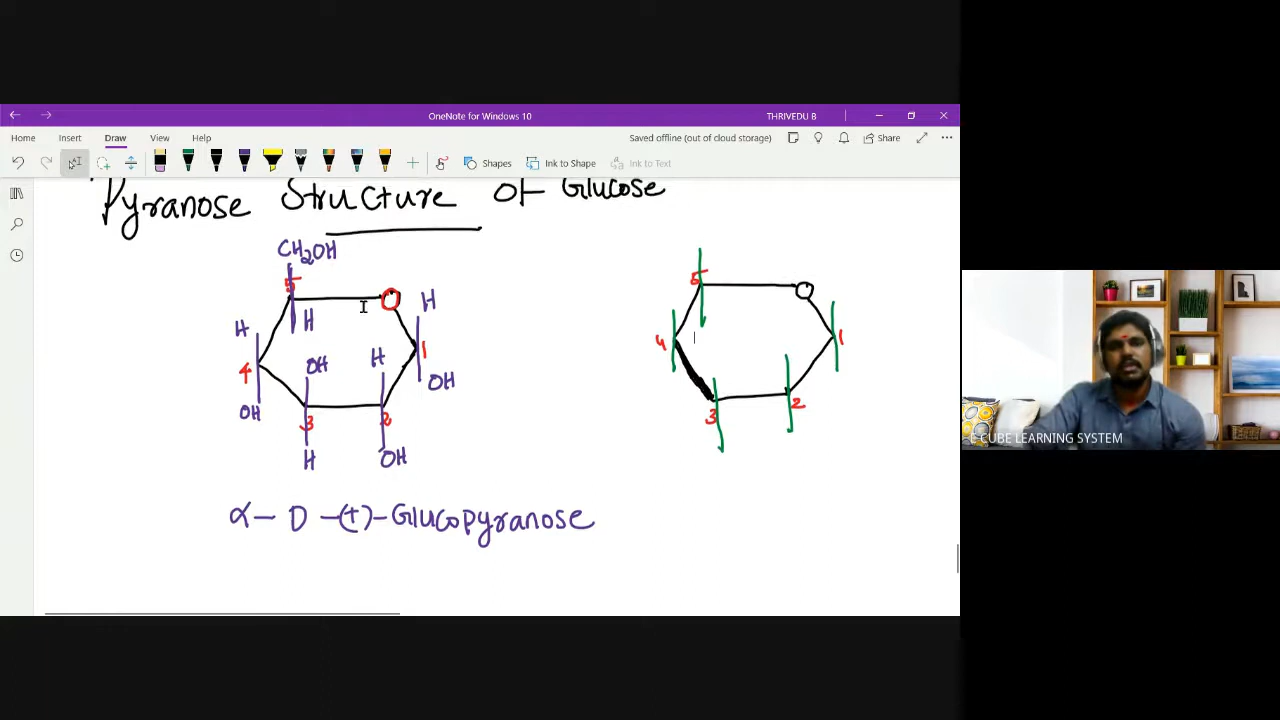 OneNote for Windows 10
THRIVEDU B
Home Insert Draw View Help
Saved offline (out of cloud storage)
Share
Shapes
Ink to Shape
Ink to Text
Pyranose Structure of Glucose
CH2OH
5 O H
H H
OH H 1
4 OH
OH
3 2
H OH
5 O
4 1
3 2
α- D -(+)- Glucopyranose
C CUBE LEARNING SYSTEM